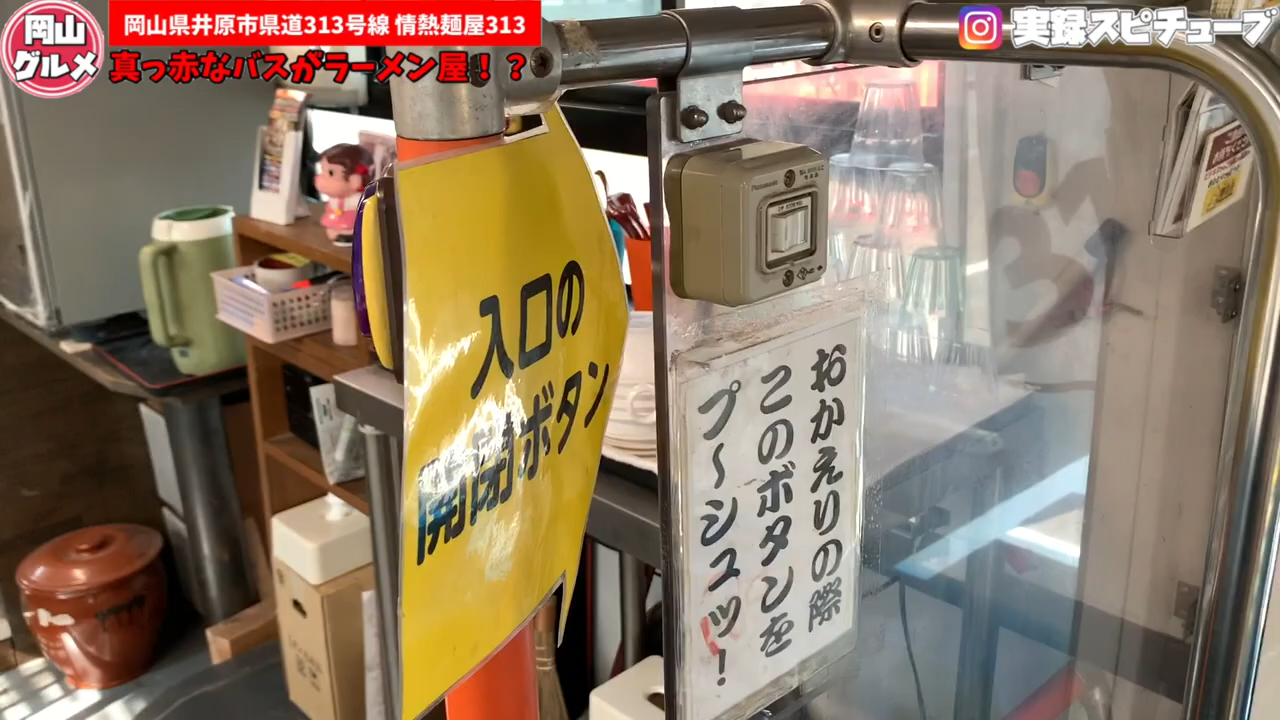 岡山
グルメ
岡山県井原市県道313号線 情熱麺屋313
真っ赤なバスがラーメン屋！？
実録スピチューブ
入口の
開閉ボタン
おかえりの際
このボタンを
プ～シュッ！